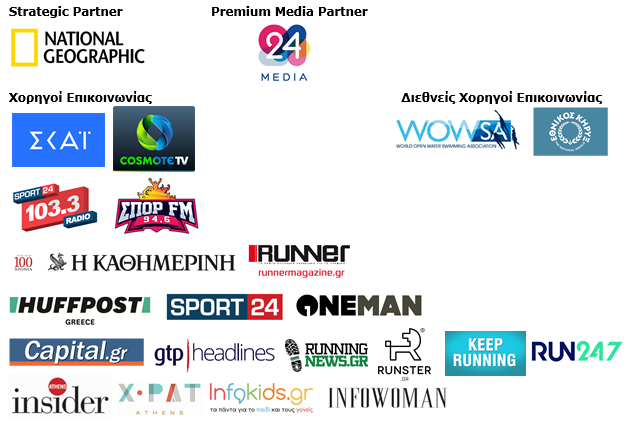 Strategic Partner
Premium Media Partner
NATIONAL
GEOGRAPHIC
24
MEDIA
Χορηγοί Επικοινωνίας
Διεθνείς Χορηγοί Επικοινωνίας
ΣΚΑΪ
COSMOTE TV
WOWSA
WORLD OPEN WATER SWIMMING ASSOCIATION
ΕΘΝΙΚΟΣ ΚΗΡΥΞ
SPORT 24
103.3
RADIO
ΣΠΟΡ FM
94.6
100
ΧΡΟΝΙΑ
Η ΚΑΘΗΜΕΡΙΝΗ
RUNNER
runnermagazine.gr
HUFFPOST
GREECE
SPORT 24
ONEMAN
Capital.gr
gtp headlines
RUNNING
NEWS.GR
RUNSTER
.GR
KEEP
RUNNING
RUN247
ATHENS
insider
X·PAT
ATHENS
Infokids.gr
τα πάντα για το παιδί και τους γονείς
INFOWOMAN